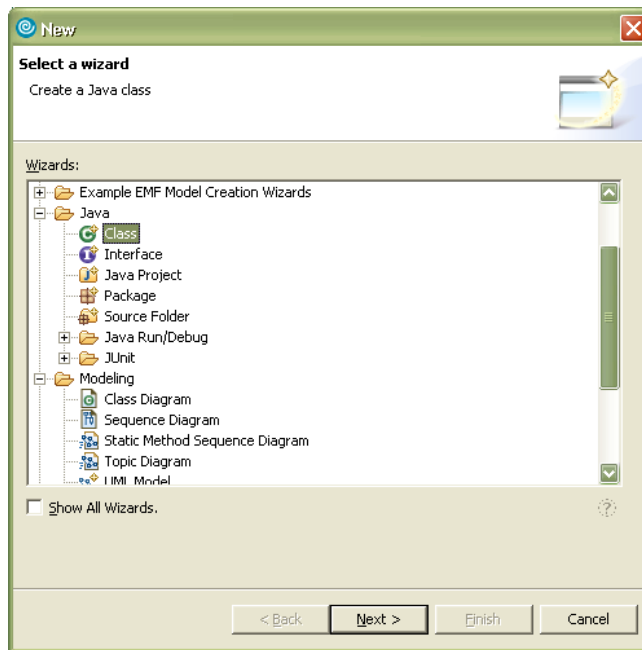 New
Select a wizard
Create a Java class
Wizards:
Example EMF Model Creation Wizards
Java
Class
Interface
Java Project
Package
Source Folder
Java Run/Debug
JUnit
Modeling
Class Diagram
Sequence Diagram
Static Method Sequence Diagram
Topic Diagram
UML Model
Show All Wizards.
< Back Next > Finish Cancel